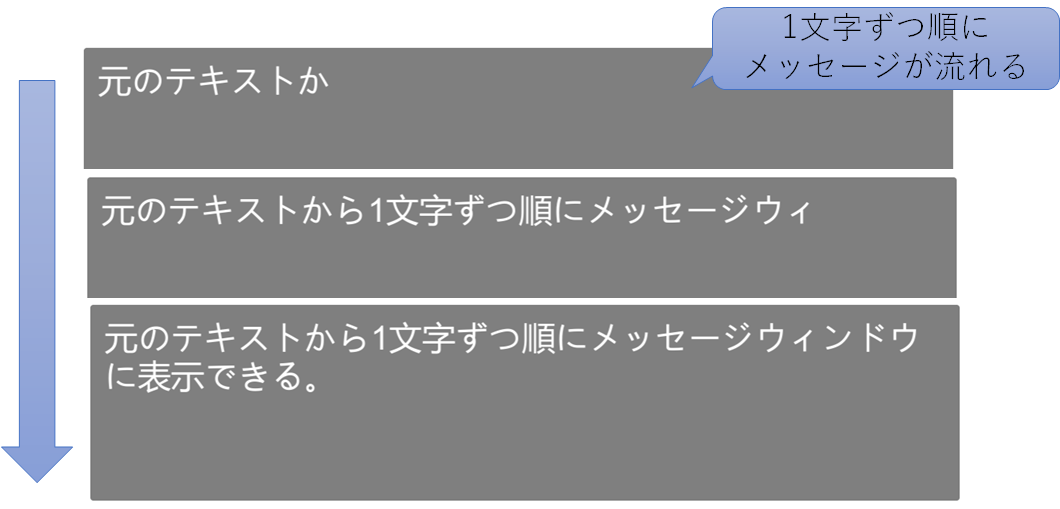 1文字ずつ順に
メッセージが流れる
元のテキストか
元のテキストから1文字ずつ順にメッセージウィ
元のテキストから1文字ずつ順にメッセージウィンドウ
に表示できる。